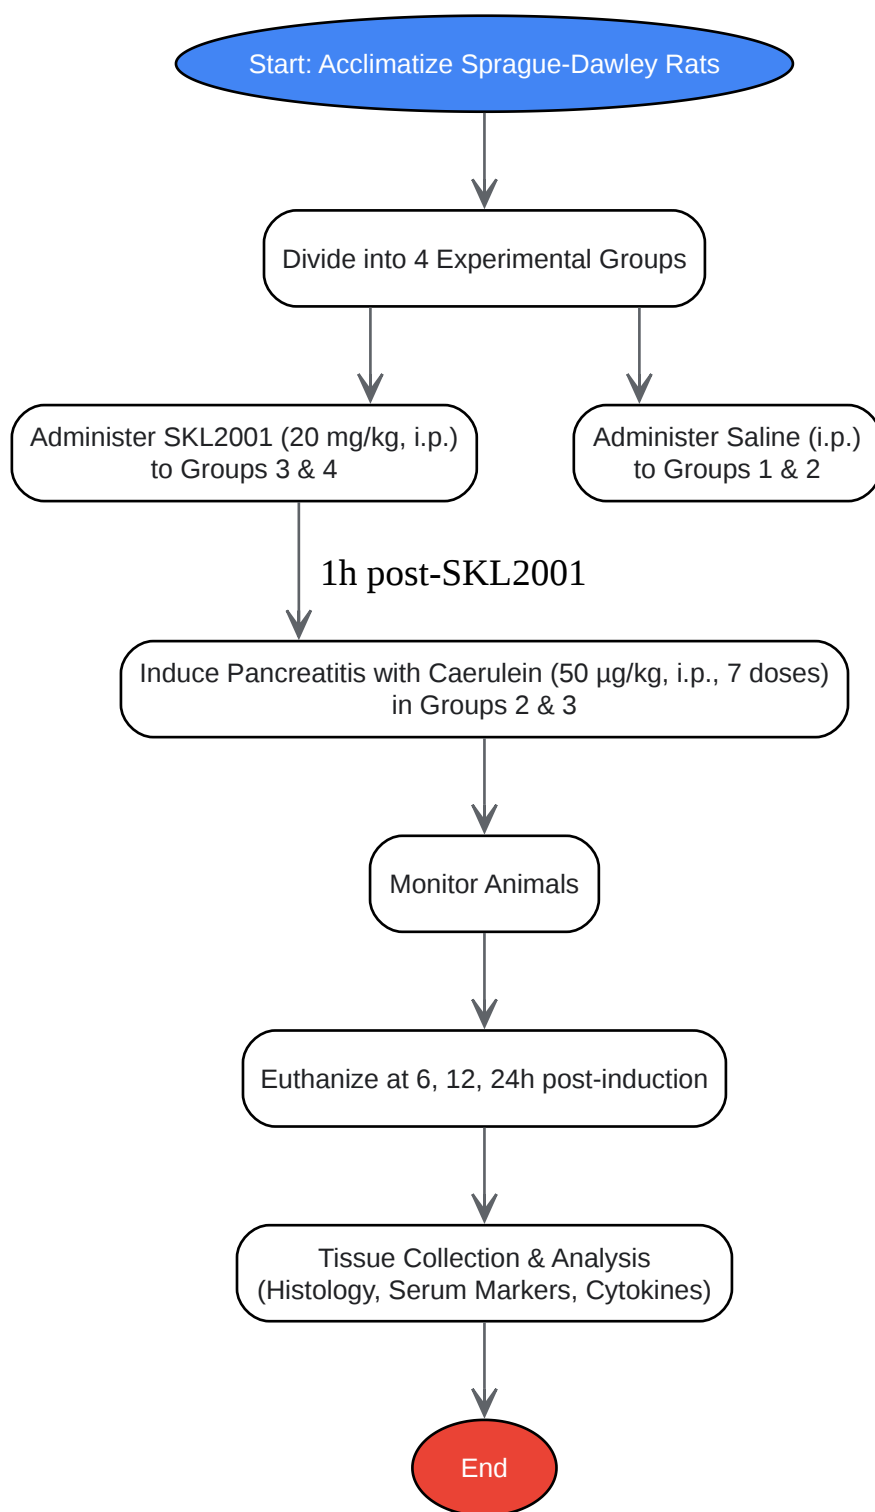 Start: Acclimatize Sprague-Dawley Rats
Divide into 4 Experimental Groups
Administer SKL2001 (20 mg/kg, i.p.)
to Groups 3 & 4
Administer Saline (i.p.)
to Groups 1 & 2
1h post-SKL2001
Induce Pancreatitis with Caerulein (50 µg/kg, i.p., 7 doses)
in Groups 2 & 3
Monitor Animals
Euthanize at 6, 12, 24h post-induction
Tissue Collection & Analysis
(Histology, Serum Markers, Cytokines)
End